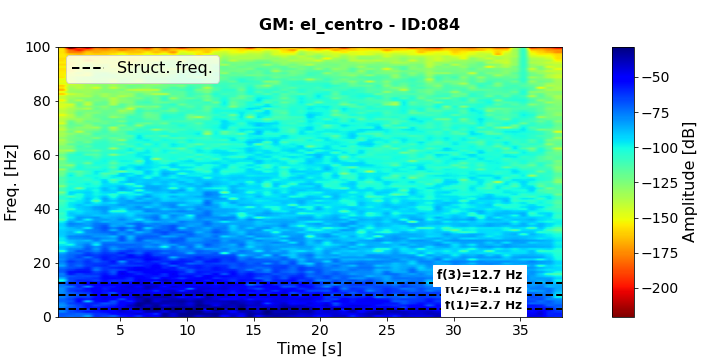 GM: el_centro - ID:084
Freq. [Hz]
100
80
60
40
20
0
Struct. freq.
f(3)=12.7 Hz
f(2)=8.1 Hz
f(1)=2.7 Hz
5
10
15
20
25
30
35
Time [s]
−50
−75
−100
−125
−150
−175
−200
Amplitude [dB]